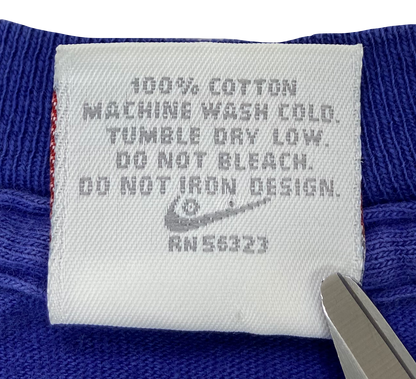 100% COTTON
MACHINE WASH COLD.
TUMBLE DRY LOW.
DO NOT BLEACH.
DO NOT IRON DESIGN.
RN56323